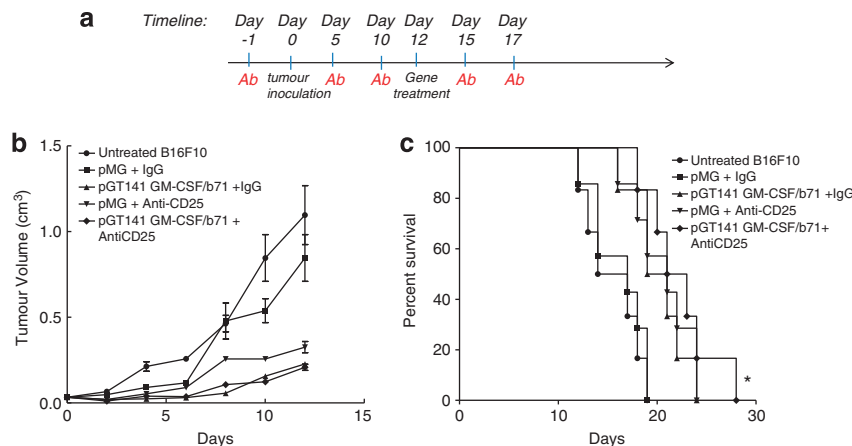 a
Timeline: Day Day Day Day Day Day Day
-1 0 5 10 12 15 17
Ab tumour inoculation Ab Ab Gene treatment Ab Ab
b
Untreated B16F10
pMG + IgG
pGT141 GM-CSF/b71 +IgG
pMG + Anti-CD25
pGT141 GM-CSF/b71 +
AntiCD25
Tumour Volume (cm3)
1.5
1.0
0.5
0.0
0 5 10 15
Days
c
Untreated B16F10
pMG + IgG
pGT141 GM-CSF/b71 +IgG
pMG + Anti-CD25
pGT141 GM-CSF/b71+
AntiCD25
Percent survival
100
80
60
40
20
0
*
0 10 20 30
Days